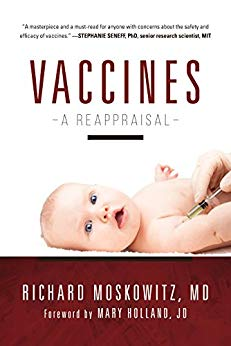 "A masterpiece and a must-read for anyone with concerns about the safety and
efficacy of vaccines." —STEPHANIE SENEFF, PhD, senior research scientist, MIT
VACCINES
–A REAPPRAISAL–
RICHARD MOSKOWITZ, MD
Foreword by MARY HOLLAND, JD